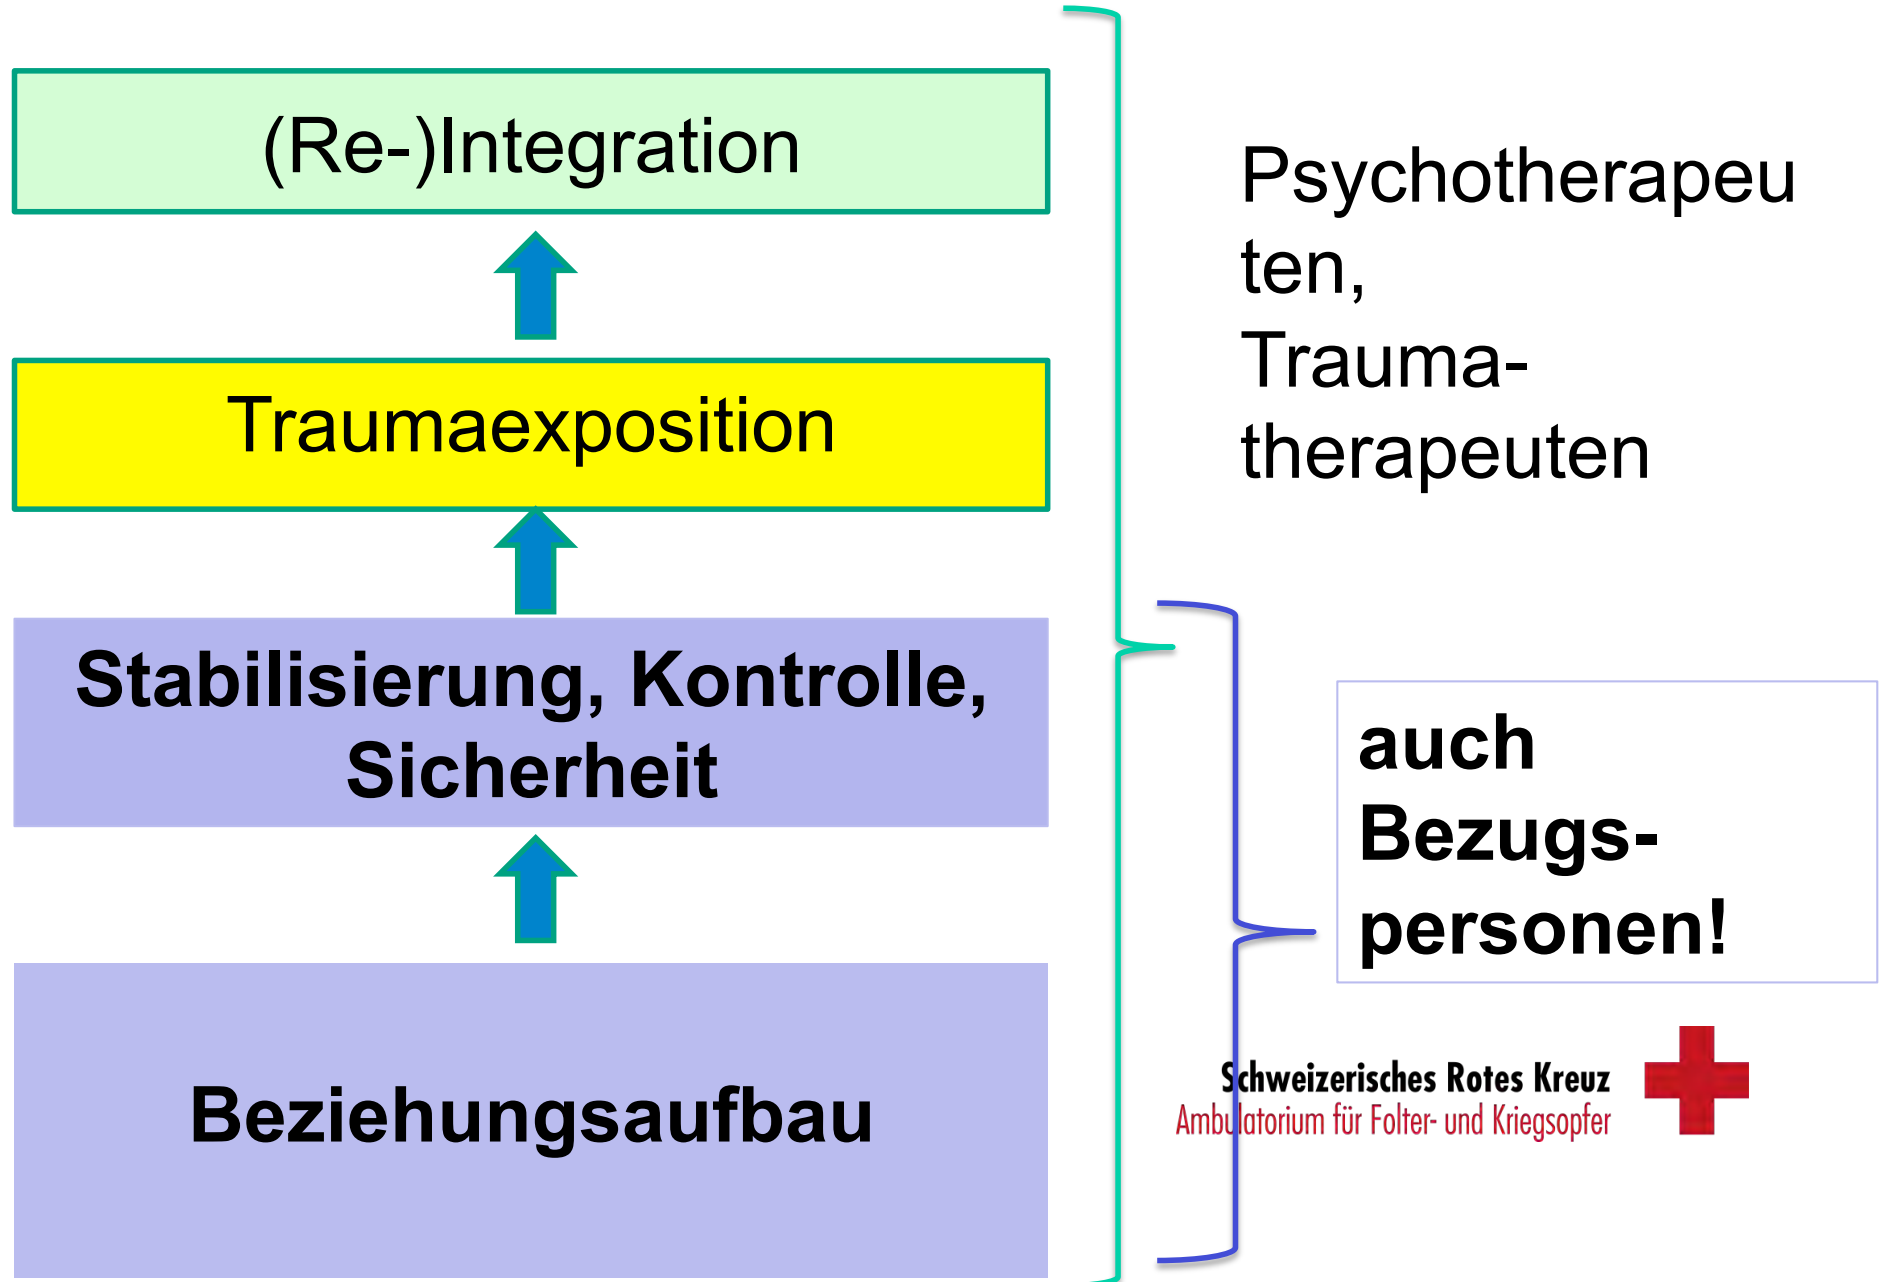 (Re-)Integration
Traumaexposition
Stabilisierung, Kontrolle,
Sicherheit
Beziehungsaufbau
Psychotherapeu
ten,
Trauma-
therapeuten
auch
Bezugs-
personen!
Schweizerisches Rotes Kreuz
Ambulatorium für Folter- und Kriegsopfer